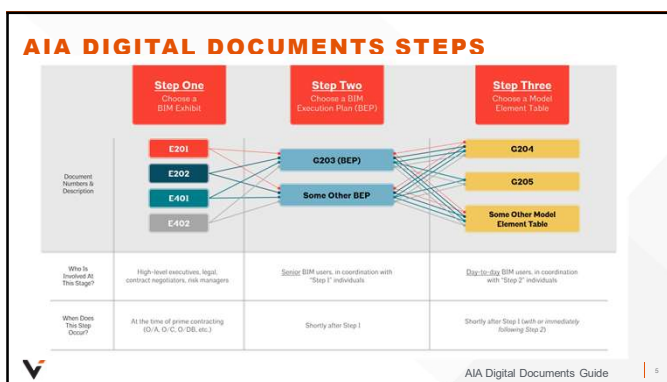 AIA DIGITAL DOCUMENTS STEPS
Step One
Choose a
BIM Exhibit
Step Two
Choose a BIM
Execution Plan (BEP)
Step Three
Choose a Model
Element Table
Document
Numbers &
Description
E201
E202
E401
E402
G203 (BEP)
Some Other BEP
G204
G205
Some Other Model
Element Table
Who Is
Involved At
This Stage?
High-level executives, legal,
contract negotiators, risk managers
Senior BIM users, in coordination with
"Step 1" individuals
Day-to-day BIM users, in coordination
with "Step 2" individuals
When Does
This Step
Occur?
At the time of prime contracting
(O/A, O/C, O/DB, etc.)
Shortly after Step 1
Shortly after Step 1 (with or immediately
following Step 2)
AIA Digital Documents Guide
5